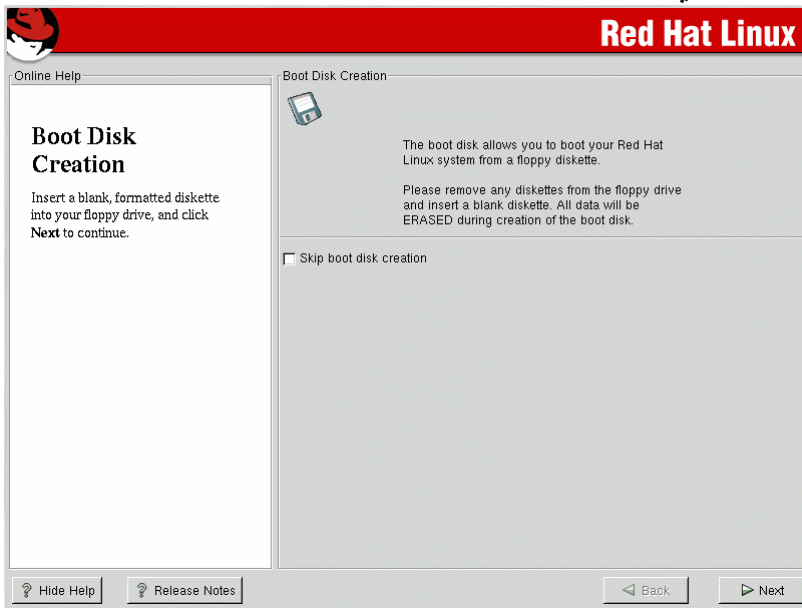 Red Hat Linux
Online Help
Boot Disk
Creation
Insert a blank, formatted diskette
into your floppy drive, and click
Next to continue.
Boot Disk Creation
The boot disk allows you to boot your Red Hat
Linux system from a floppy diskette.
Please remove any diskettes from the floppy drive
and insert a blank diskette. All data will be
ERASED during creation of the boot disk.
Skip boot disk creation
Hide Help
Release Notes
Back
Next